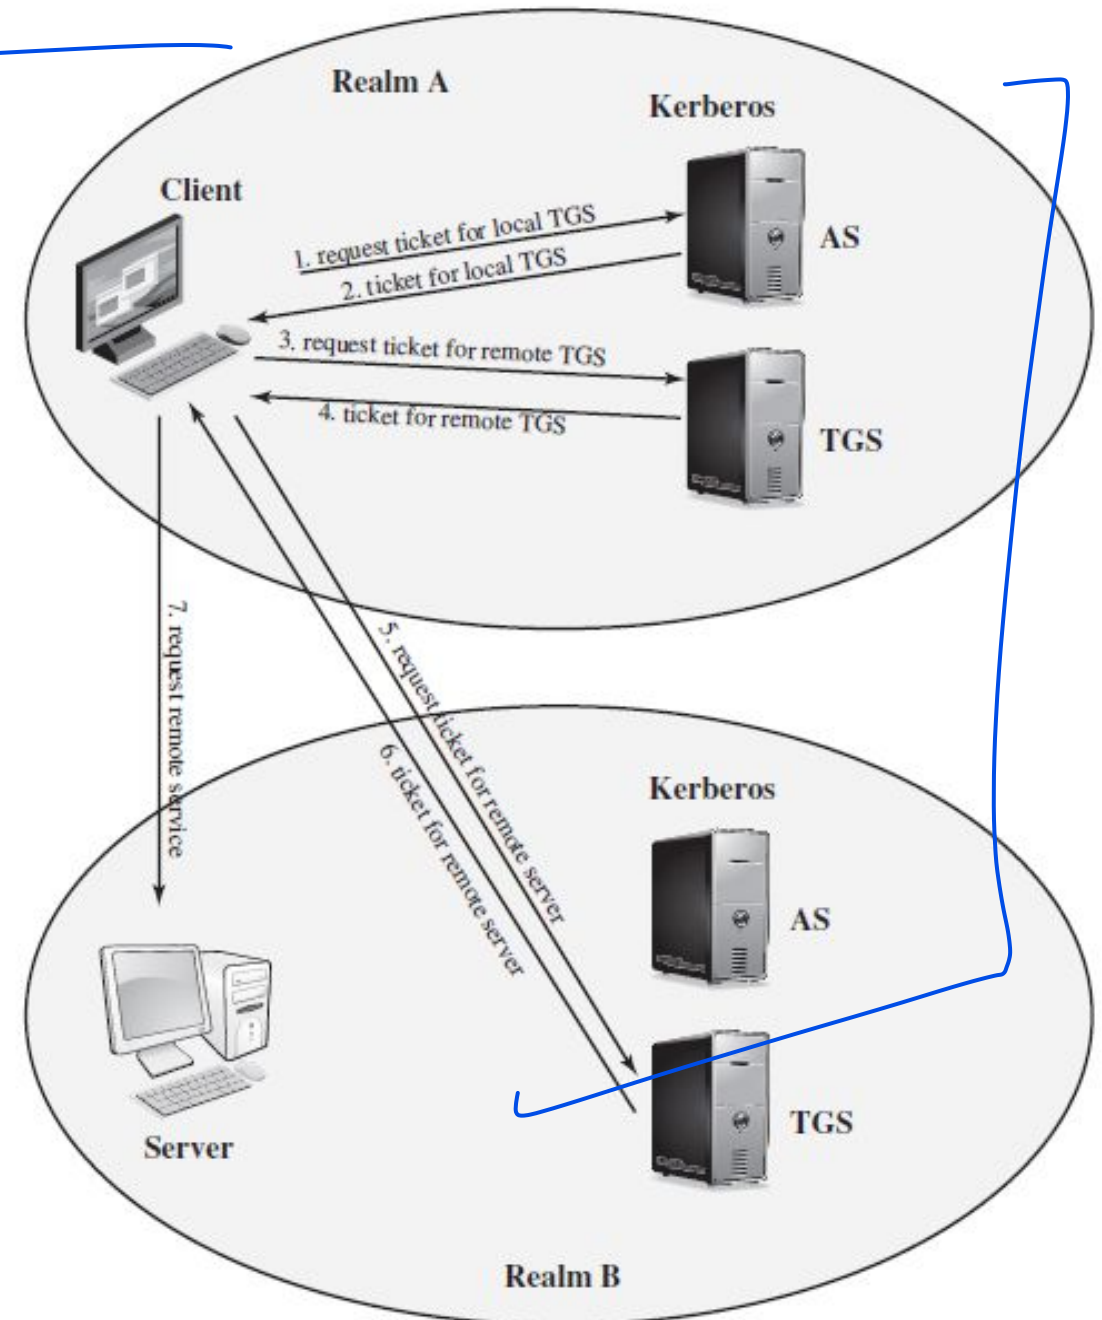 Realm A
Kerberos
Client
AS
1. request ticket for local TGS
2. ticket for local TGS
3. request ticket for remote TGS
4. ticket for remote TGS
TGS
5. request ticket for remote server
6. ticket for remote server
7. request remote service
Kerberos
AS
TGS
Server
Realm B